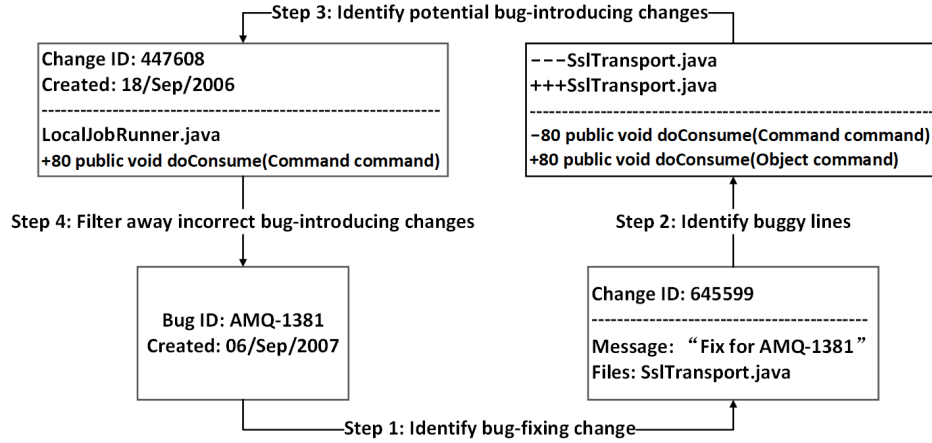 Step 3: Identify potential bug-introducing changes
Change ID: 447608
Created: 18/Sep/2006
LocalJobRunner.java
+80 public void doConsume(Command command)
---SslTransport.java
+++SslTransport.java
−80 public void doConsume(Command command)
+80 public void doConsume(Object command)
Step 4: Filter away incorrect bug-introducing changes
Step 2: Identify buggy lines
Bug ID: AMQ-1381
Created: 06/Sep/2007
Change ID: 645599
Message: “Fix for AMQ-1381”
Files: SslTransport.java
Step 1: Identify bug-fixing change